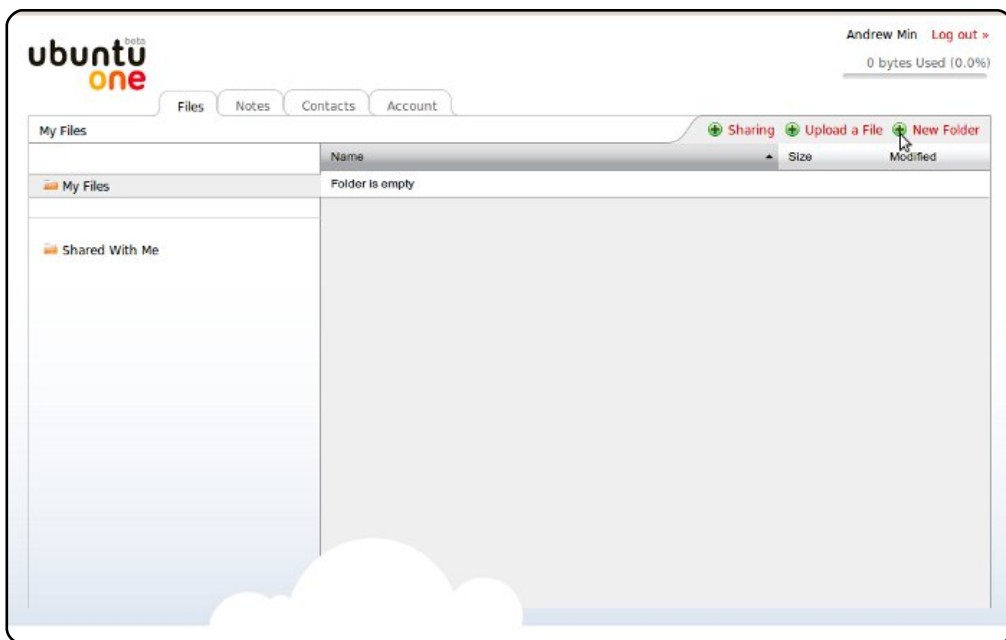 beta
ubuntu
one
Andrew Min Log out »
0 bytes Used (0.0%)
Files Notes Contacts Account
My Files Sharing Upload a File New Folder
Name Size Modified
My Files
Folder is empty
Shared With Me